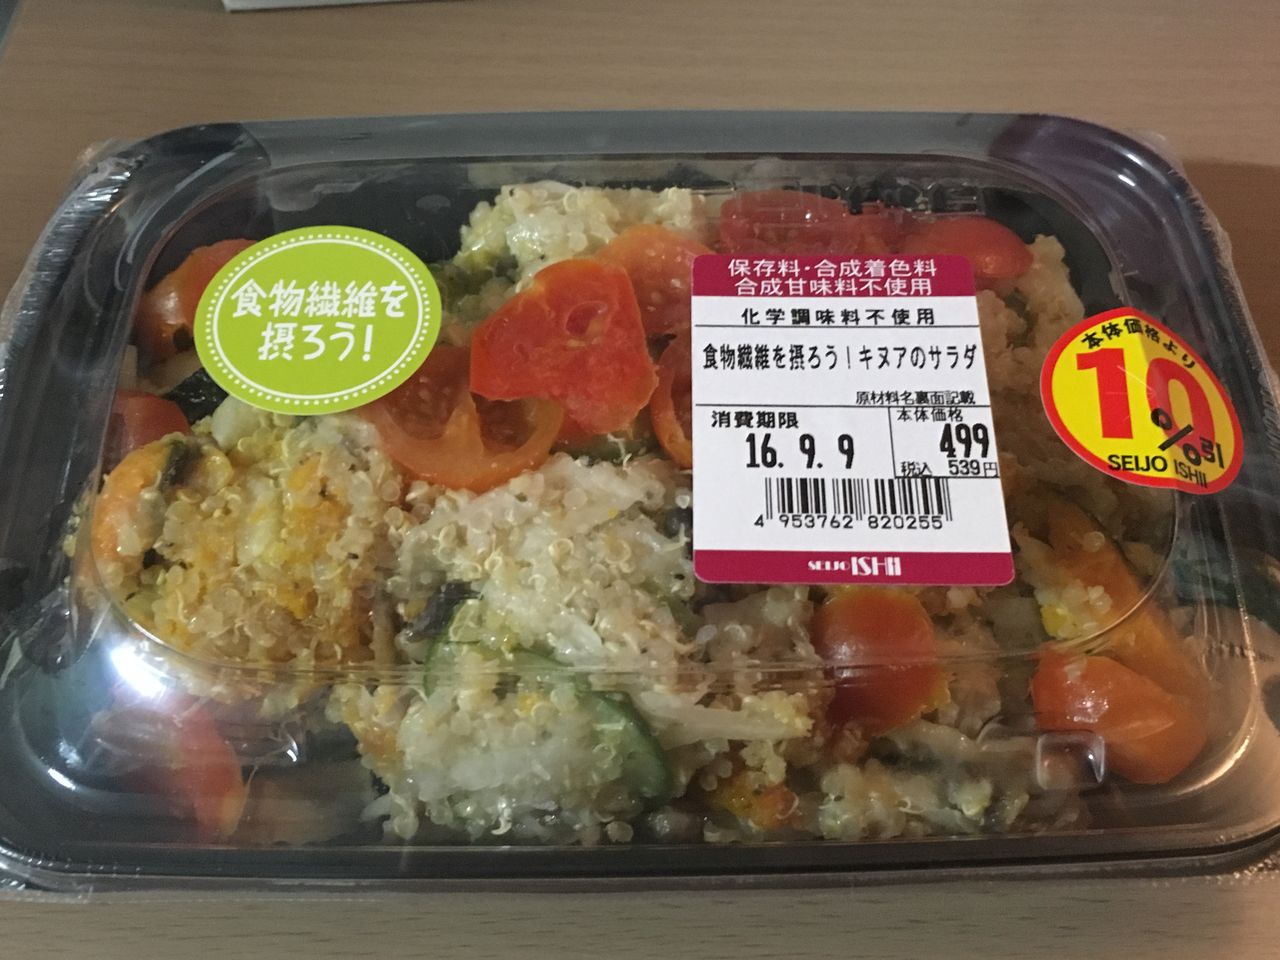 食物繊維を
摂ろう!
保存料・合成着色料
合成甘味料不使用
化学調味料不使用
食物繊維を摂ろう!キヌアのサラダ
原材料名裏面記載
消費期限
16. 9. 9
本体価格
499
税込 539円
4 953762 820255
SEIJO ISHII
本体価格より
10%引
SEIJO ISHII